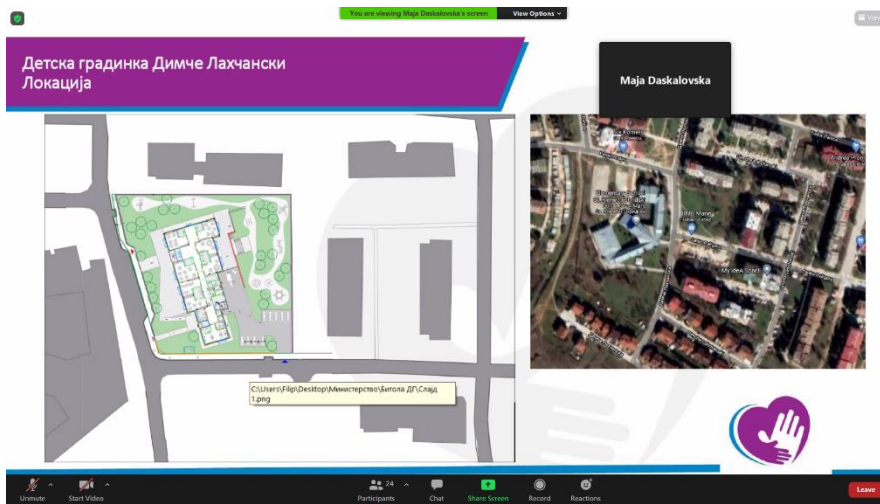 You are viewing Maja Daskalovska's screen
View Options
View
Детска градинка Димче Лахчански
Локација
Maja Daskalovska
C:\Users\Filip\Desktop\Министерство\Битола ДГ\Слајд
1.png
Unmute
Start Video
Participants
24
Chat
Share Screen
Record
Reactions
Leave